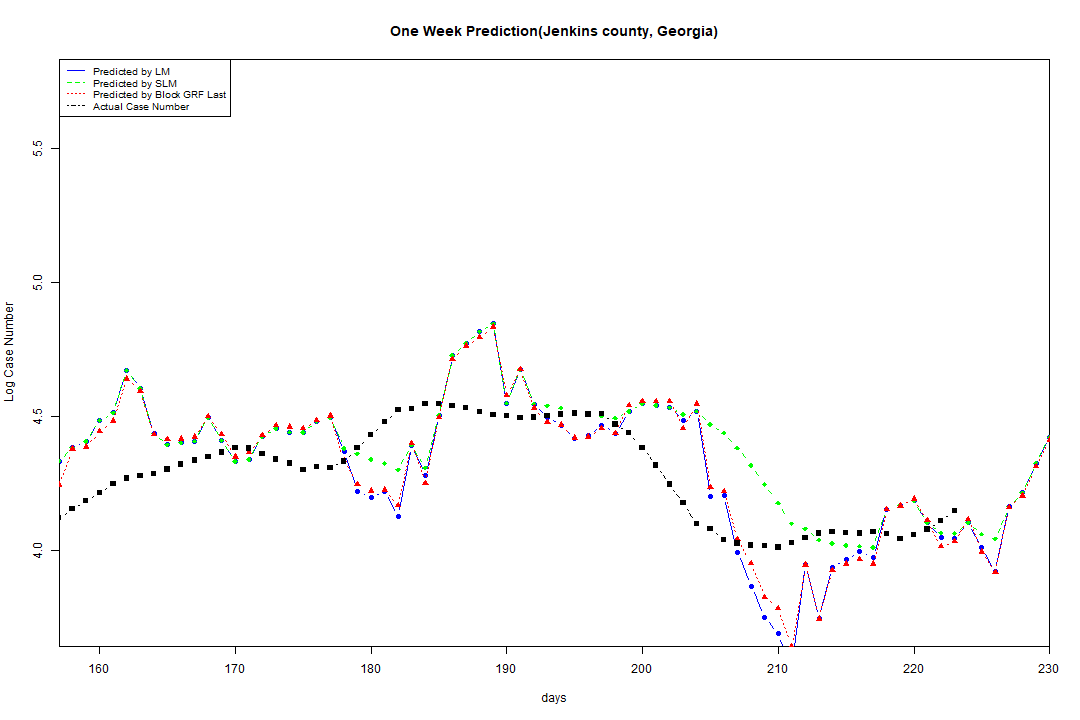 One Week Prediction(Jenkins county, Georgia)
Predicted by LM
Predicted by SLM
Predicted by Block GRF Last
Actual Case Number
5.5
5.0
4.5
4.0
Log Case Number
160 170 180 190 200 210 220 230
days